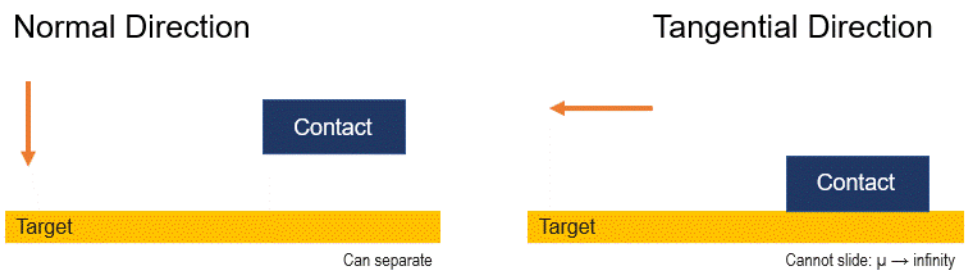 Normal Direction
Tangential Direction
Contact
Contact
Target
Target
Can separate
Cannot slide: μ → infinity